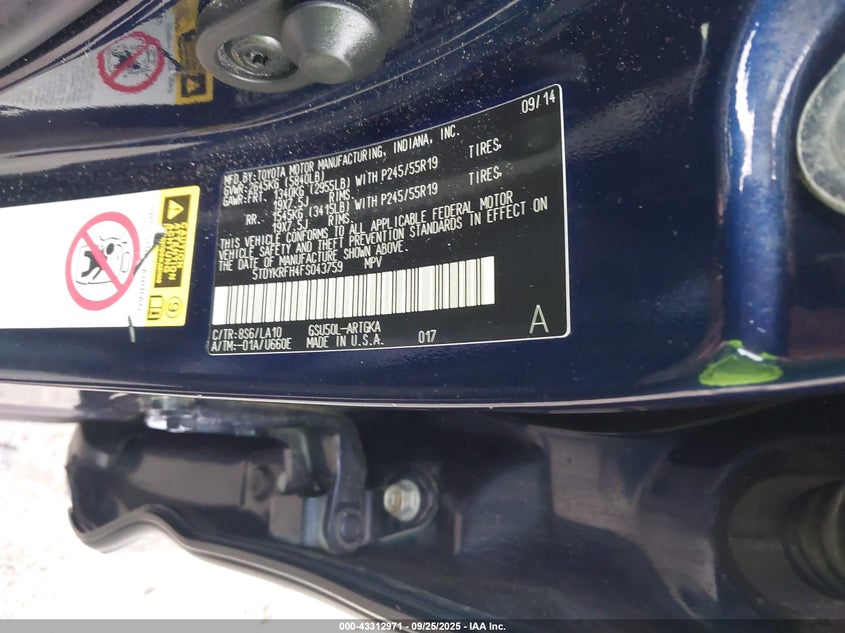 09/14
MFD.BY:TOYOTA MOTOR MANUFACTURING, INDIANA, INC.
GVWR:2645KG (5840LB)
GAWR:FRT. 1340KG (2955LB) WITH P245/55R19 TIRES,
19X7.5J RIMS
RR. 1545KG (3415LB) WITH P245/55R19 TIRES,
19X7.5J RIMS
THIS VEHICLE CONFORMS TO ALL APPLICABLE FEDERAL MOTOR
VEHICLE SAFETY AND THEFT PREVENTION STANDARDS IN EFFECT ON
THE DATE OF MANUFACTURE SHOWN ABOVE.
5TDYKRFH4FS043759 MPV
C/TR:8S6/LA10 GSU50L-ARTGKA
A/TM:-01A/U660E MADE IN U.S.A. 017
A
000-43312971 - 09/25/2025 - IAA Inc.